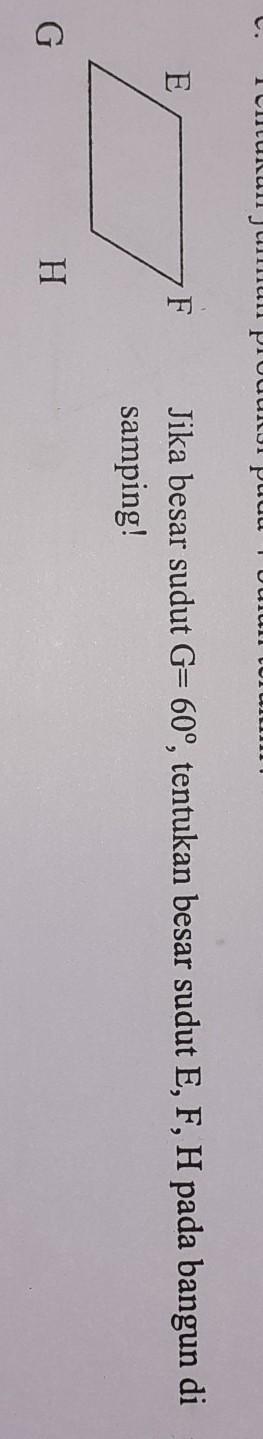 E
F
Jika besar sudut G= 60°, tentukan besar sudut E, F, H pada bangun di
samping!
G
H